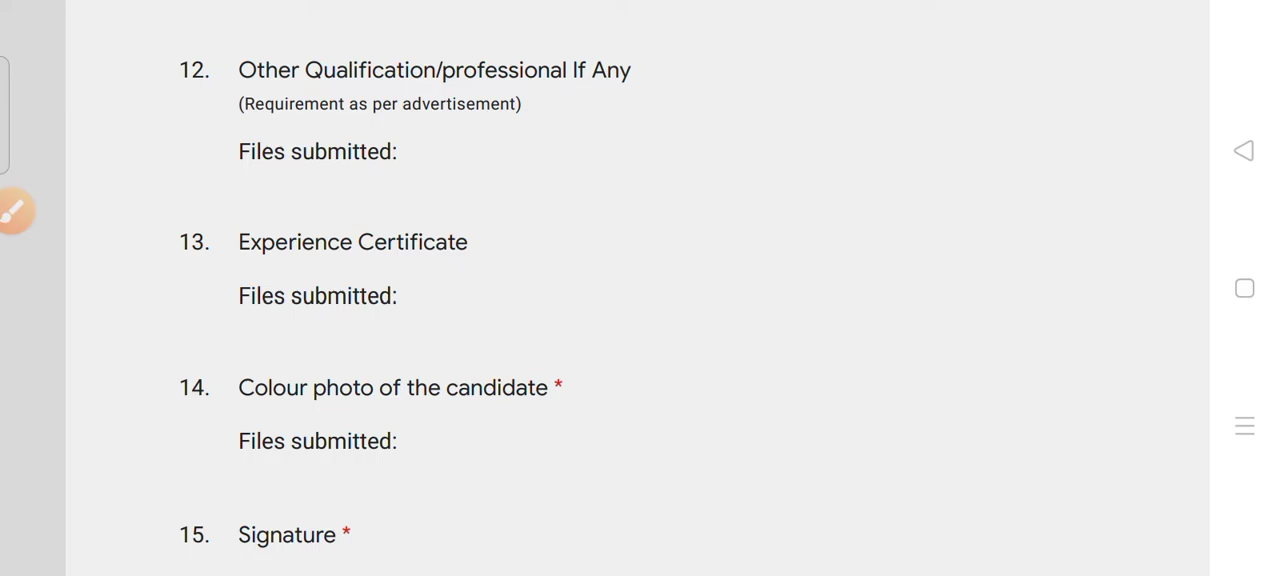 12. Other Qualification/professional If Any
(Requirement as per advertisement)
Files submitted:
13. Experience Certificate
Files submitted:
14. Colour photo of the candidate *
Files submitted:
15. Signature *